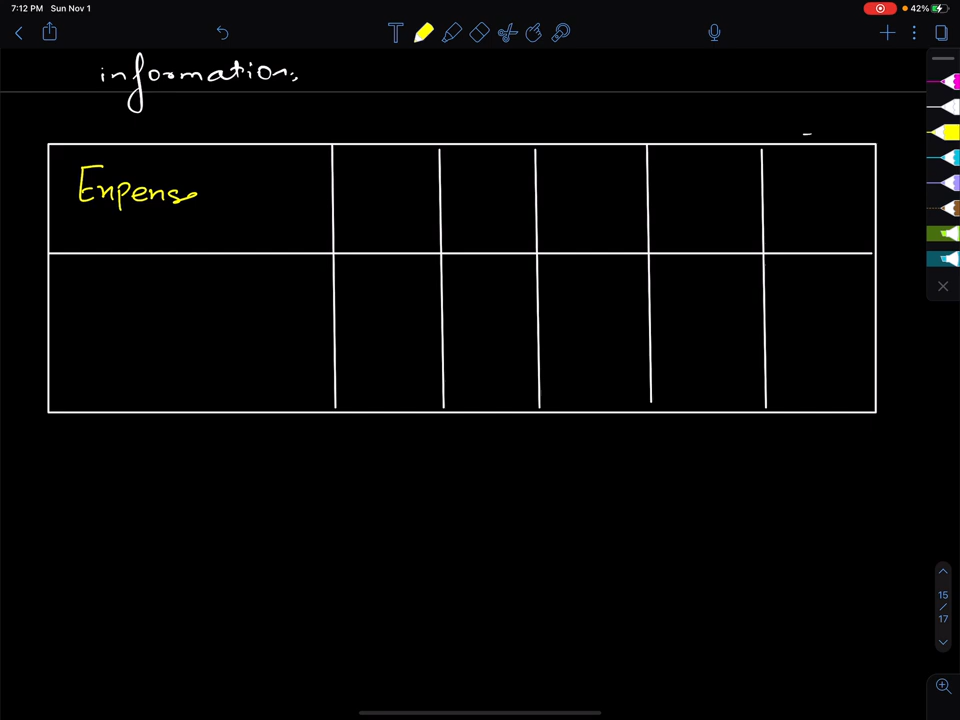 7:12 PM Sun Nov 1
42%
T
information.
Expense
15
/
17